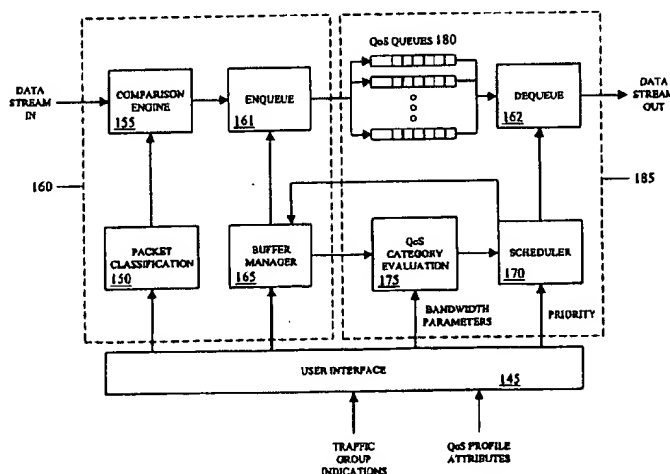 QoS QUEUES 180
DATA
STREAM
IN
COMPARISON
ENGINE
155
ENQUEUE
161
DEQUEUE
162
DATA
STREAM
OUT
160
185
PACKET
CLASSIFICATION
150
BUFFER
MANAGER
165
QoS
CATEGORY
EVALUATION
175
SCHEDULER
170
BANDWIDTH
PARAMETERS
PRIORITY
USER INTERFACE
145
TRAFFIC
GROUP
INDICATIONS
QoS PROFILE
ATTRIBUTES